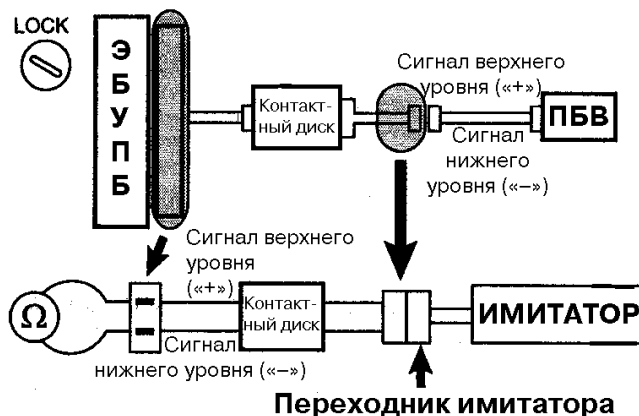 LOCK
ЭБУПБ
Контакт-
ный диск
Сигнал верхнего
уровня («+»)
ПБВ
Сигнал
нижнего
уровня («–»)
Сигнал верхнего
уровня
(«+»)
Ω
Контакт-
ный диск
Сигнал
нижнего уровня («–»)
ИМИТАТОР
Переходник имитатора